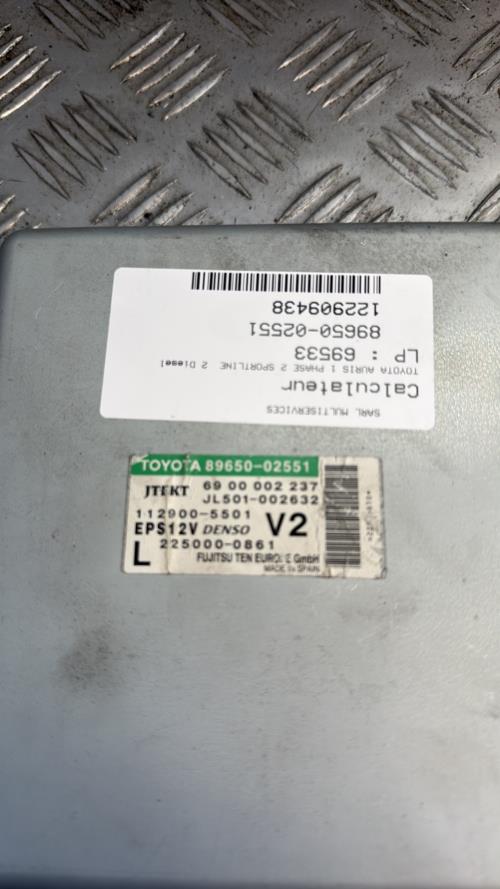 SARL MULTISERVICES
Calculateur
TOYOTA AURIS 1 PHASE 2 SPORTLINE 2 Diesel
LP : 69533
89650-02551
122909438
TOYOTA 89650-02551
JTEKT 69 00 002 237
JL501-002632
112900-5501
EPS12V DENSO V2
L 225000-0861
FUJITSU TEN EUROPE GmbH
MADE IN SPAIN